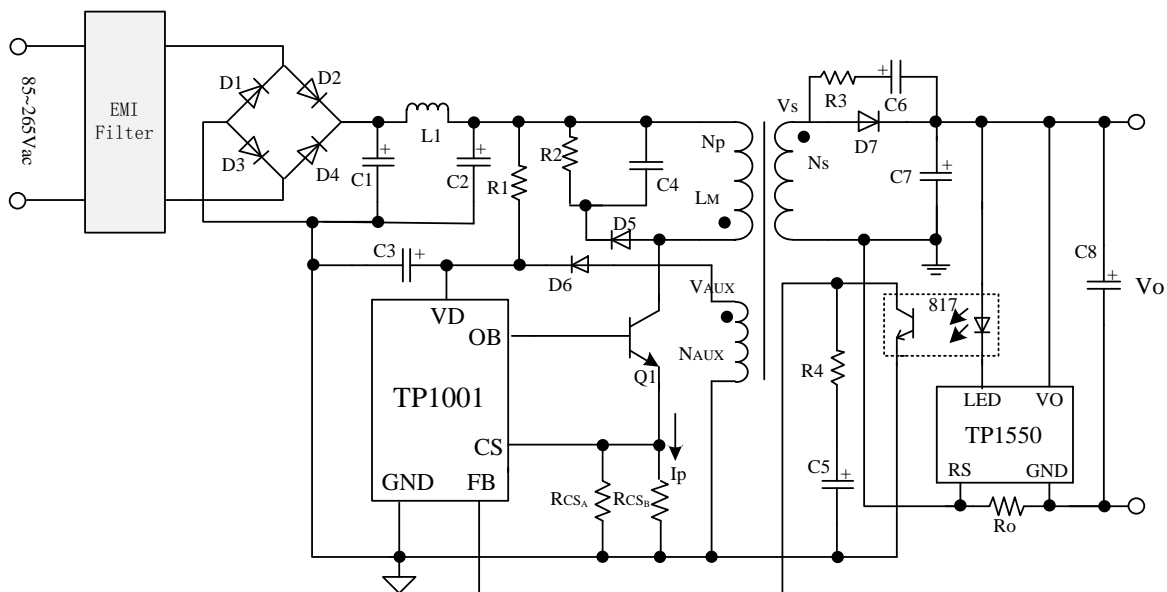 85~265Vac
EMI
Filter
D1
D2
D3
D4
C1
L1
C2
R1
R2
C4
D5
Np
LM
Vs
Ns
R3
C6
D7
C7
C8
Vo
C3
D6
VAUX
NAUX
VD
OB
TP1001
CS
GND
FB
Q1
Ip
RCSA
RCSB
R4
C5
817
LED
VO
TP1550
RS
GND
Ro
+
+
+
+
+
+
+
+